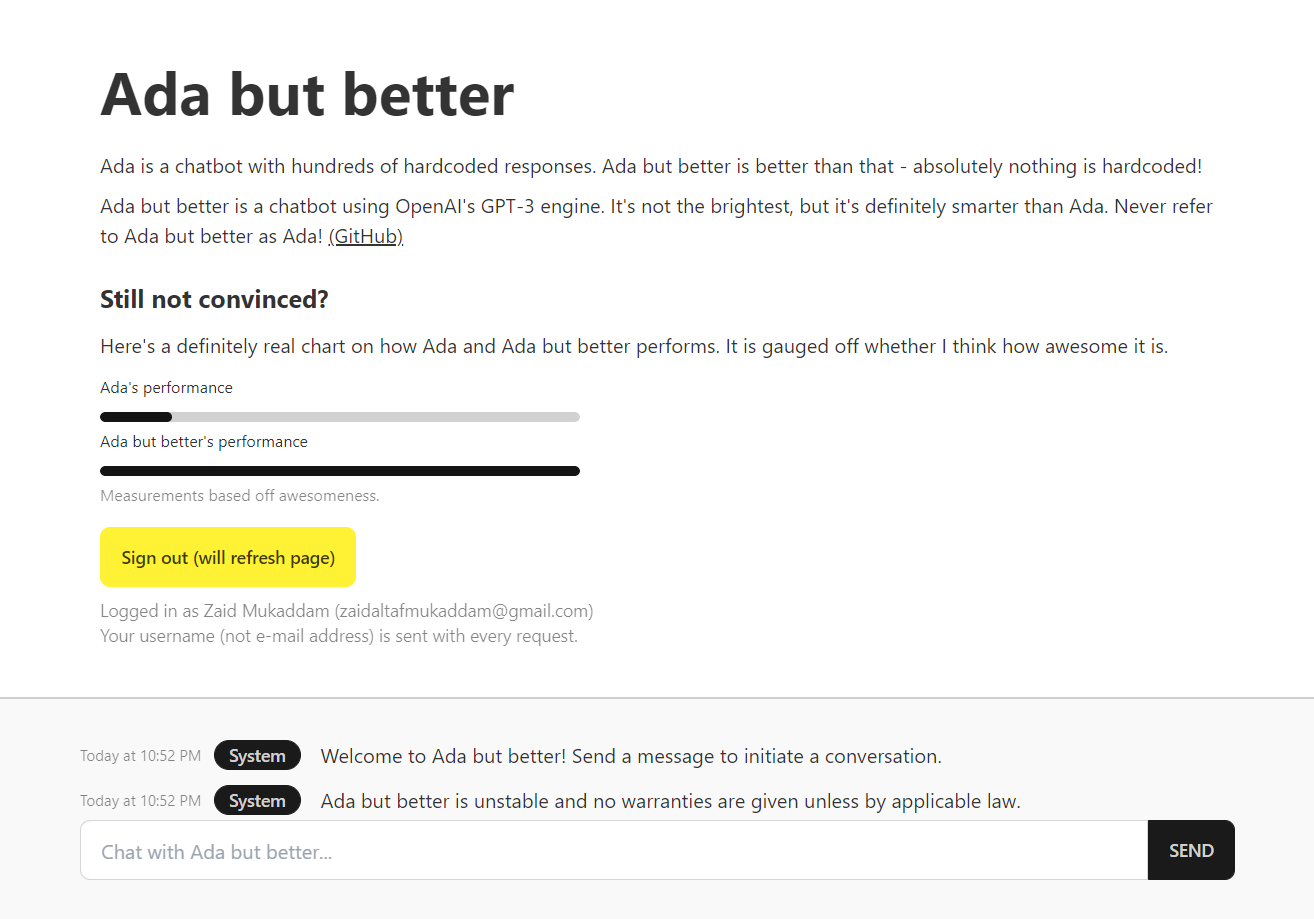 Ada but better
Ada is a chatbot with hundreds of hardcoded responses. Ada but better is better than that - absolutely nothing is hardcoded!
Ada but better is a chatbot using OpenAI's GPT-3 engine. It's not the brightest, but it's definitely smarter than Ada. Never refer
to Ada but better as Ada! (GitHub)
Still not convinced?
Here's a definitely real chart on how Ada and Ada but better performs. It is gauged off whether I think how awesome it is.
Ada's performance
Ada but better's performance
Measurements based off awesomeness.
Sign out (will refresh page)
Logged in as Zaid Mukaddam (zaidaltafmukaddam@gmail.com)
Your username (not e-mail address) is sent with every request.
Today at 10:52 PM System Welcome to Ada but better! Send a message to initiate a conversation.
Today at 10:52 PM System Ada but better is unstable and no warranties are given unless by applicable law.
Chat with Ada but better... SEND